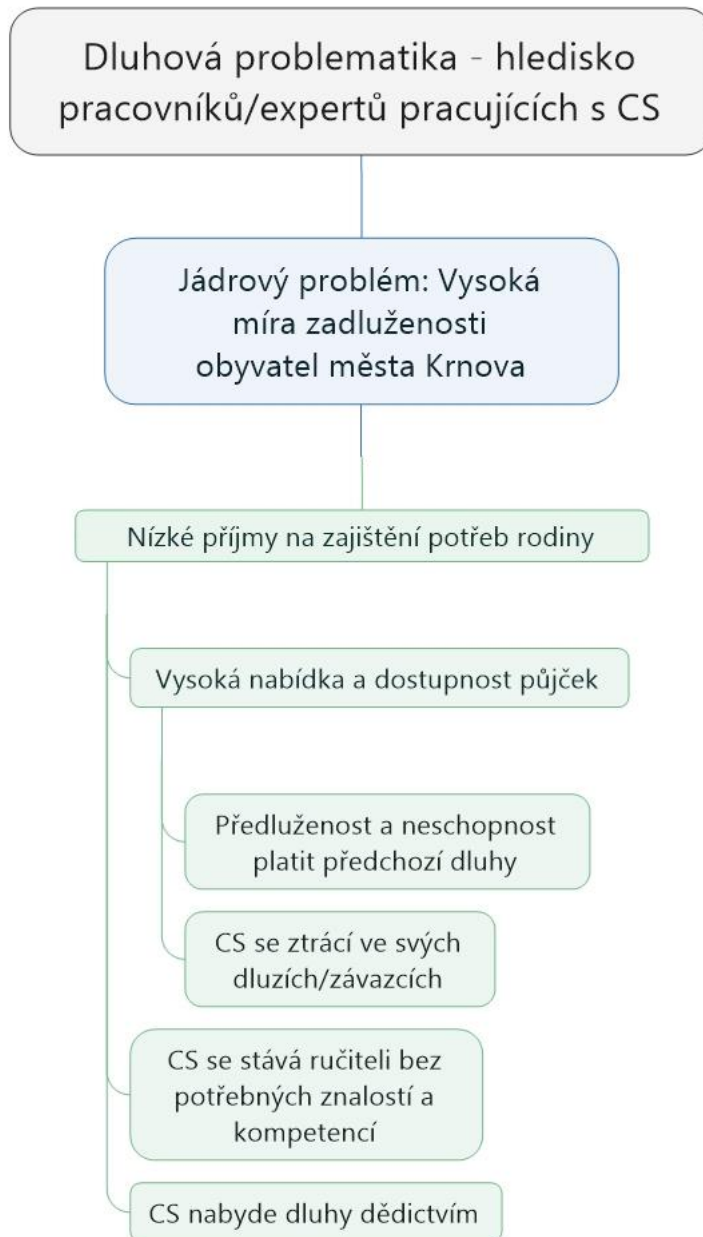 Dluhová problematika - hledisko
pracovníků/expertů pracujících s CS
Jádrový problém: Vysoká
míra zadluženosti
obyvatel města Krnova
Nízké příjmy na zajištění potřeb rodiny
Vysoká nabídka a dostupnost půjček
Předluženost a neschopnost
platit předchozí dluhy
CS se ztrácí ve svých
dluzích/závazcích
CS se stává ručiteli bez
potřebných znalostí a
kompetencí
CS nabyde dluhy dědictvím